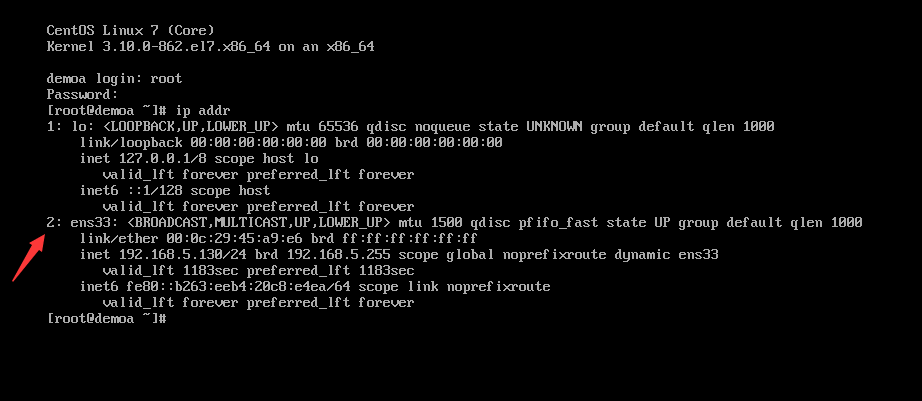 CentOS Linux 7 (Core)
Kernel 3.10.0-862.el7.x86_64 on an x86_64
demoa login: root
Password:
[root@demoa ~]# ip addr
1: lo: <LOOPBACK,UP,LOWER_UP> mtu 65536 qdisc noqueue state UNKNOWN group default qlen 1000
link/loopback 00:00:00:00:00:00 brd 00:00:00:00:00:00
inet 127.0.0.1/8 scope host lo
valid_lft forever preferred_lft forever
inet6 ::1/128 scope host
valid_lft forever preferred_lft forever
2: ens33: <BROADCAST,MULTICAST,UP,LOWER_UP> mtu 1500 qdisc pfifo_fast state UP group default qlen 1000
link/ether 00:0c:29:45:a9:e6 brd ff:ff:ff:ff:ff:ff
inet 192.168.5.130/24 brd 192.168.5.255 scope global noprefixroute dynamic ens33
valid_lft 1183sec preferred_lft 1183sec
inet6 fe80::b263:eeb4:20c8:e4ea/64 scope link noprefixroute
valid_lft forever preferred_lft forever
[root@demoa ~]#